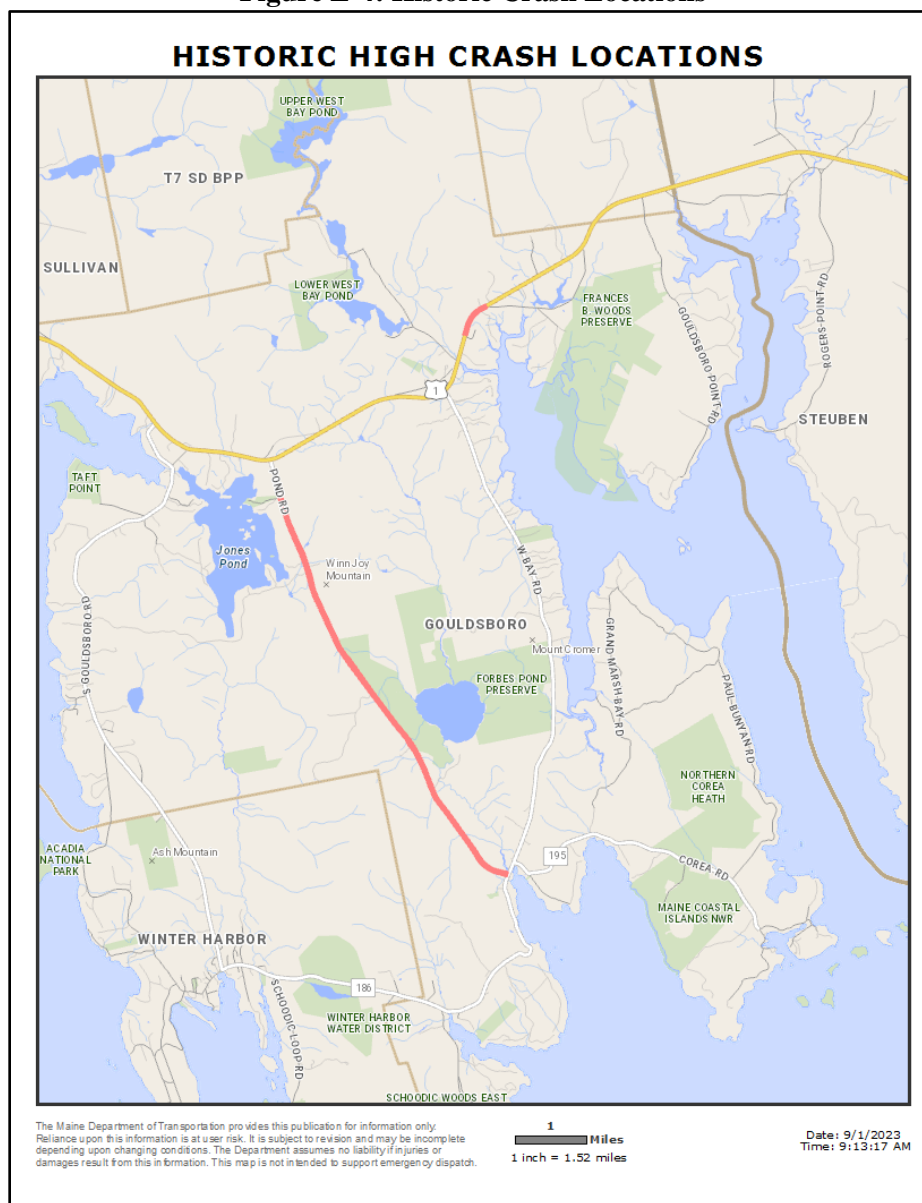 HISTORIC HIGH CRASH LOCATIONS
UPPER WEST
BAY POND
T7 SD BPP
SULLIVAN
LOWER WEST
BAY POND
FRANCES
B. WOODS
PRESERVE
GOULDSBORO POINT RD
ROGERS POINT RD
1
STEUBEN
TAFT
POINT
POND RD
Jones
Pond
Winn Joy
Mountain
W BAY RD
S GOULDSBORO RD
GOULDSBORO
Mount Cromer
GRAND MARSH BAY RD
PAUL BUNYAN RD
FORBES POND
PRESERVE
NORTHERN
COREA
HEATH
ACADIA
NATIONAL
PARK
Ash Mountain
195
COREA RD
MAINE COASTAL
ISLANDS NWR
WINTER HARBOR
186
SCHOODIC LOOP RD
WINTER HARBOR
WATER DISTRICT
SCHOODIC WOODS EAST
The Maine Department of Transportation provides this publication for information only.
Reliance upon this information is at user risk. It is subject to revision and may be incomplete
depending upon changing conditions. The Department assumes no liability if injuries or
damages result from this information. This map is not intended to support emergency dispatch.
1
Miles
1 inch = 1.52 miles
Date: 9/1/2023
Time: 9:13:17 AM